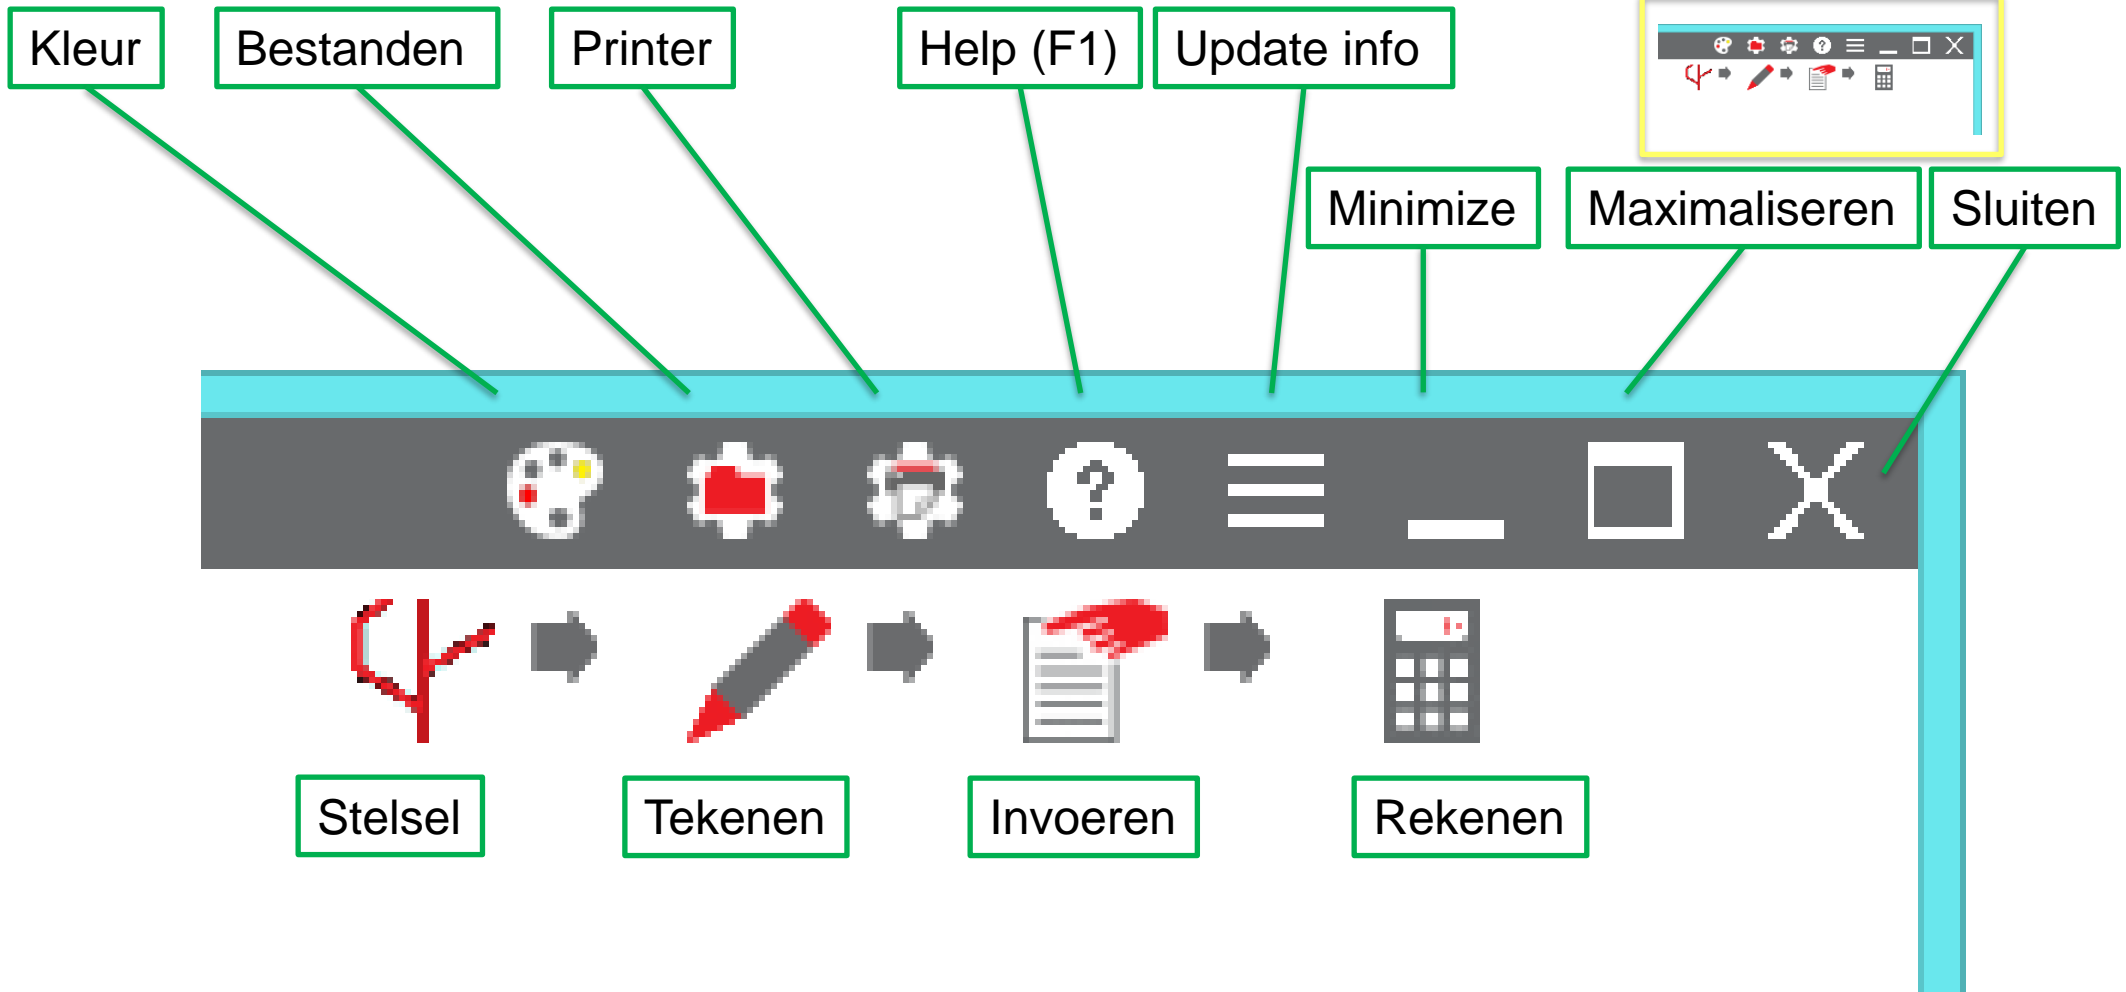 Kleur
Bestanden
Printer
Help (F1)
Update info
Minimize
Maximaliseren
Sluiten
Stelsel
Tekenen
Invoeren
Rekenen